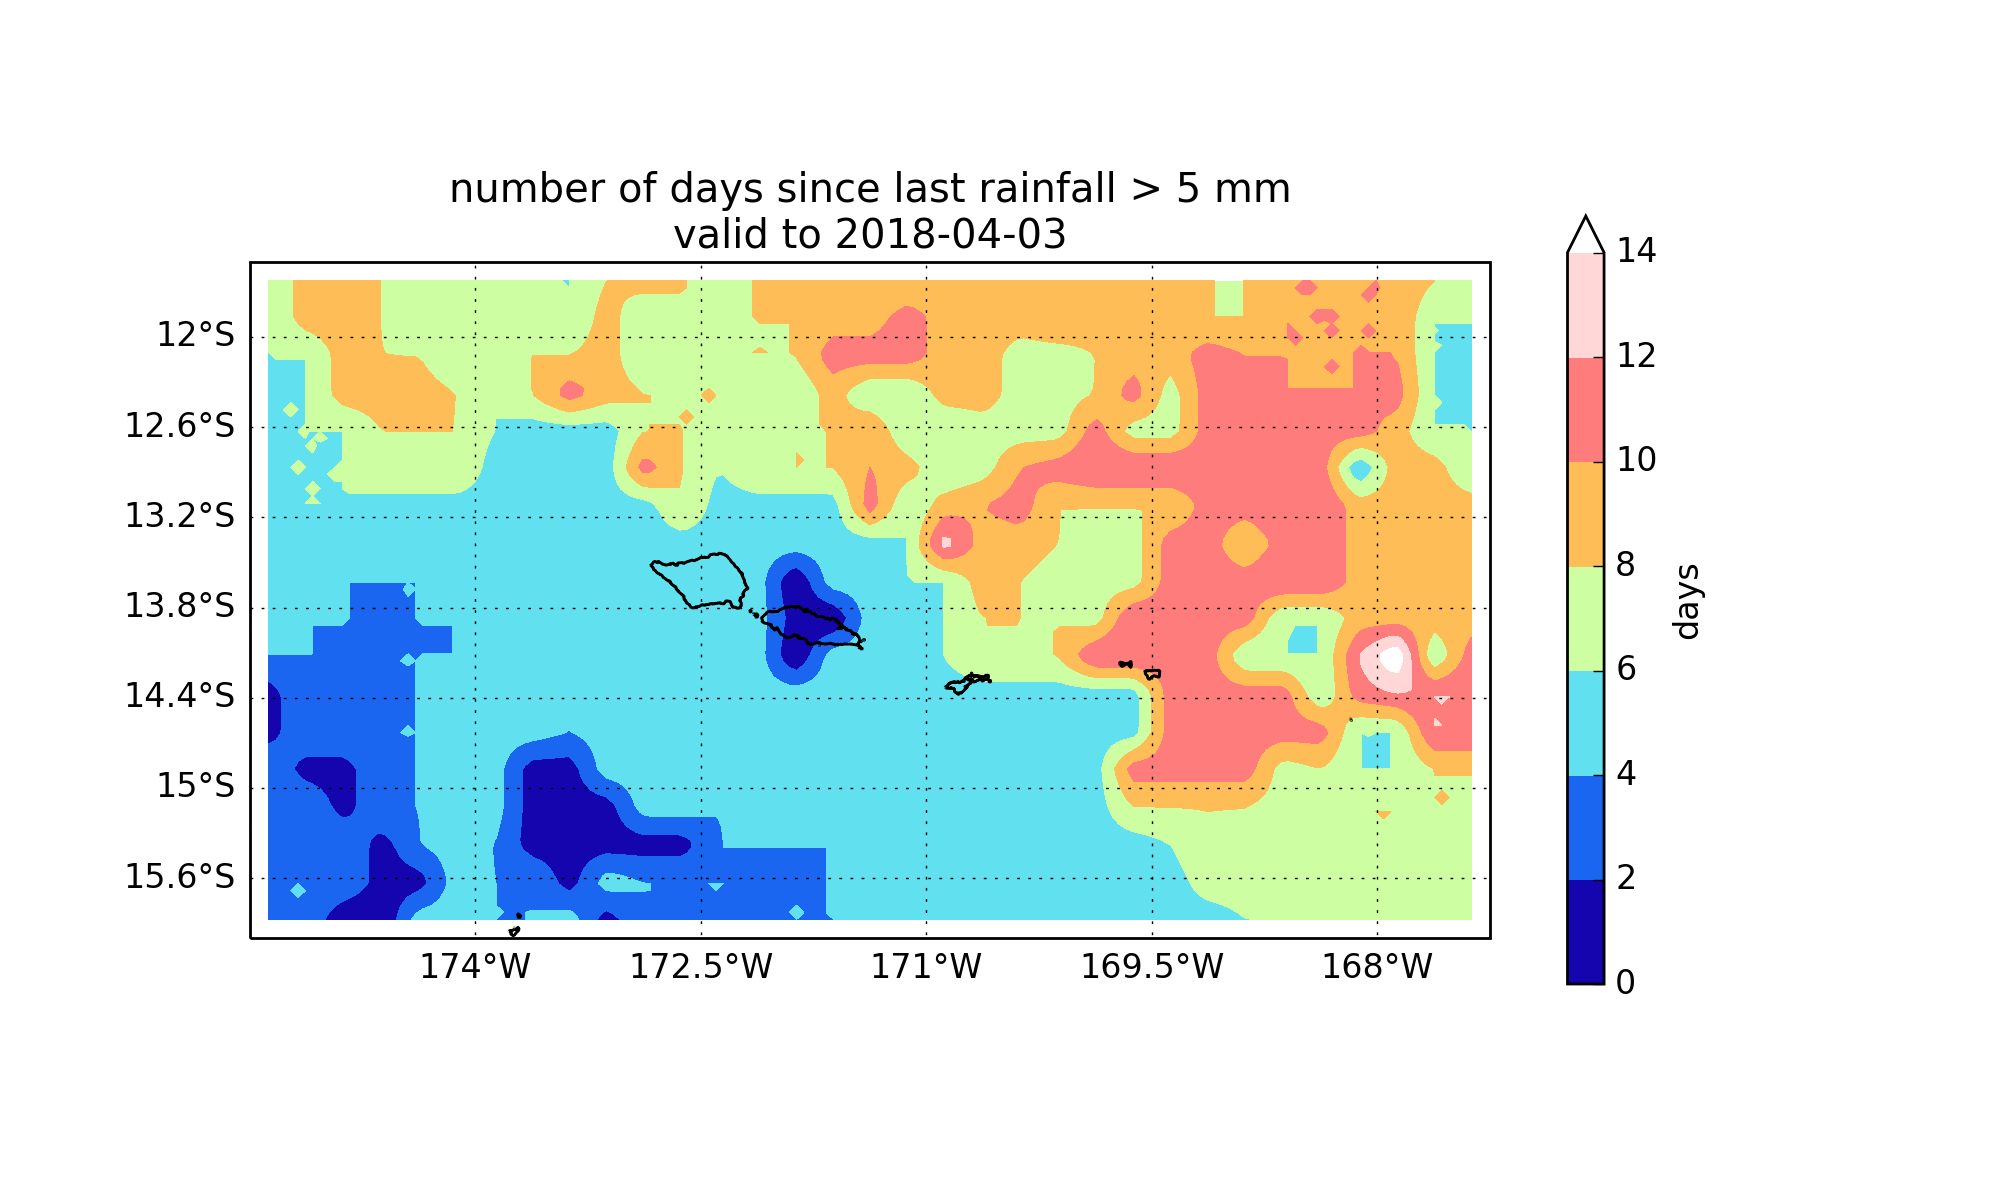 number of days since last rainfall > 5 mm
valid to 2018-04-03
12°S
12.6°S
13.2°S
13.8°S
14.4°S
15°S
15.6°S
174°W
172.5°W
171°W
169.5°W
168°W
14
12
10
8
6
4
2
0
days